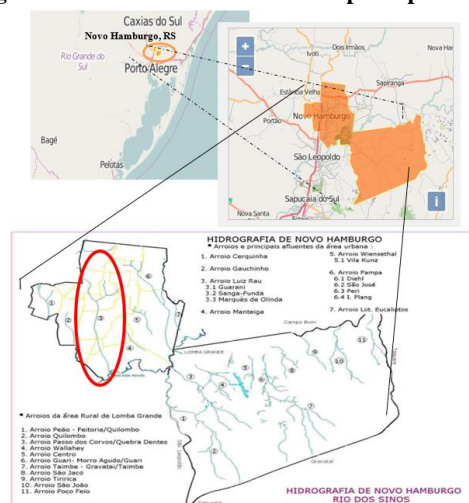 Caxias do Sul
Novo Hamburgo, RS
Rio Grande do
Sul
Porto Alegre
Bagé
Pelotas
Ivoti
Dois Irmãos
Nova Har
Estância Velha
Sapiranga
Portão
Novo Hamburgo
São Leopoldo
Sapucaia do Sul
Nova Santa
i
HIDROGRAFIA DE NOVO HAMBURGO
* Arroios e principais afluentes da área urbana :
1. Arroio Cerquinha
2. Arroio Gauchinho
3. Arroio Luiz Rau
3.1 Guarani
3.2 Sanga-Funda
3.3 Marquês de Olinda
4. Arroio Manteiga
5. Arroio Wiensethal
5.1 Vila Kunz
6. Arroio Pampa
6.1 Diehl
6.2 São José
6.3 Peri
6.4 I. Plang
7. Arroio Lot. Eucaliptos
Campo Bom
LOMBA GRANDE
São Leopoldo
Gravataí
* Arroios da área Rural de Lomba Grande
1. Arroio Peão - Feitoria/Quilombo
2. Arroio Quilombo
3. Arroio Passo dos Corvos/Quebra Dentes
4. Arroio Wallahey
5. Arroio Centro
6. Arroio Guari- Morro Agudo/Guari
7. Arroio Taimbe - Gravataí/Taimbe
8. Arroio São Jacó
9. Arroio Tiririca
10. Arroio São João
11. Arroio Poço Feio
HIDROGRAFIA DE NOVO HAMBURGO
RIO DOS SINOS